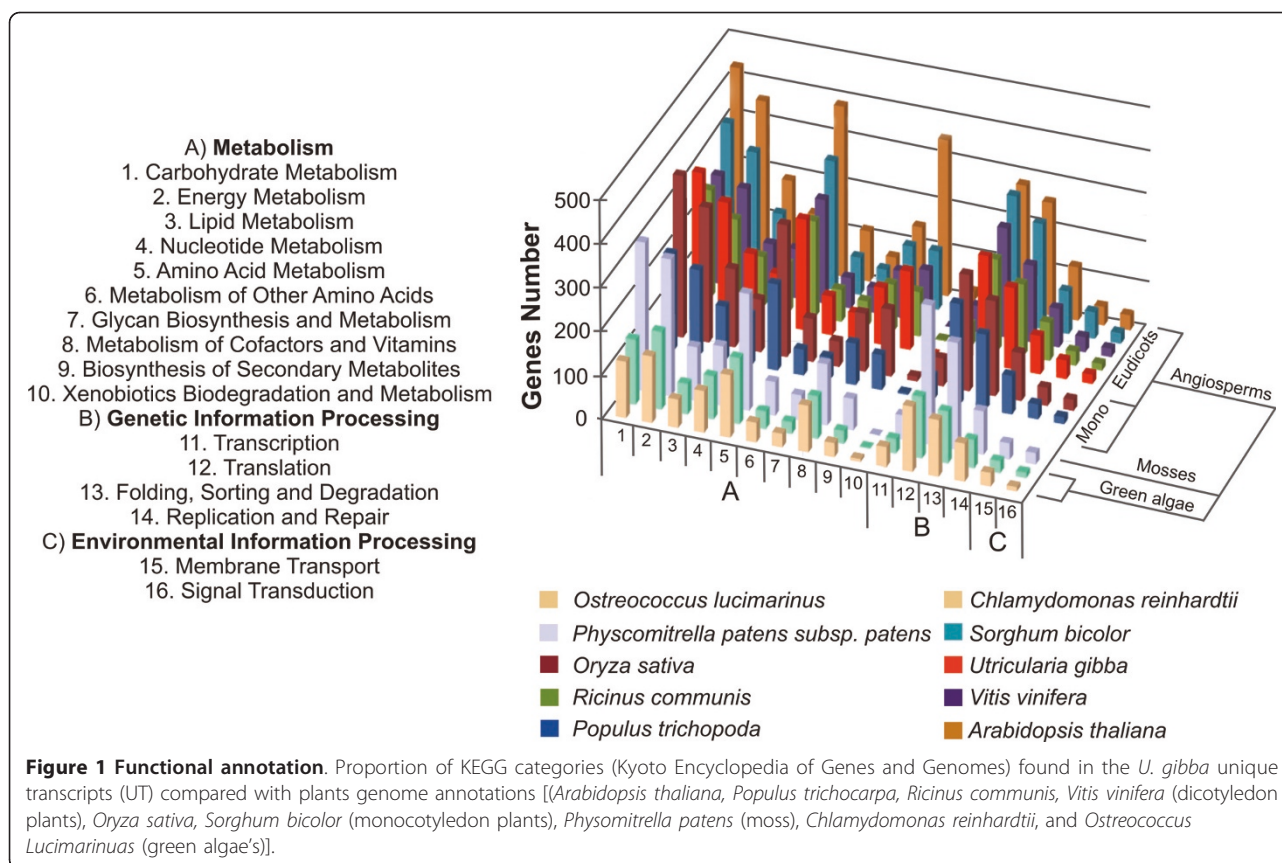 A) Metabolism
1. Carbohydrate Metabolism
2. Energy Metabolism
3. Lipid Metabolism
4. Nucleotide Metabolism
5. Amino Acid Metabolism
6. Metabolism of Other Amino Acids
7. Glycan Biosynthesis and Metabolism
8. Metabolism of Cofactors and Vitamins
9. Biosynthesis of Secondary Metabolites
10. Xenobiotics Biodegradation and Metabolism
B) Genetic Information Processing
11. Transcription
12. Translation
13. Folding, Sorting and Degradation
14. Replication and Repair
C) Environmental Information Processing
15. Membrane Transport
16. Signal Transduction
Genes Number
500
400
300
200
100
0
1 2 3 4 5 6 7 8 9 10 11 12 13 14 15 16
A
B
C
Eudicots
Mono
Angiosperms
Mosses
Green algae
Ostreococcus lucimarinus
Physcomitrella patens subsp. patens
Oryza sativa
Ricinus communis
Populus trichopoda
Chlamydomonas reinhardtii
Sorghum bicolor
Utricularia gibba
Vitis vinifera
Arabidopsis thaliana
Figure 1 Functional annotation. Proportion of KEGG categories (Kyoto Encyclopedia of Genes and Genomes) found in the U. gibba unique
transcripts (UT) compared with plants genome annotations [(Arabidopsis thaliana, Populus trichocarpa, Ricinus communis, Vitis vinifera (dicotyledon
plants), Oryza sativa, Sorghum bicolor (monocotyledon plants), Physomitrella patens (moss), Chlamydomonas reinhardtii, and Ostreococcus
Lucimarinuas (green algae's)].